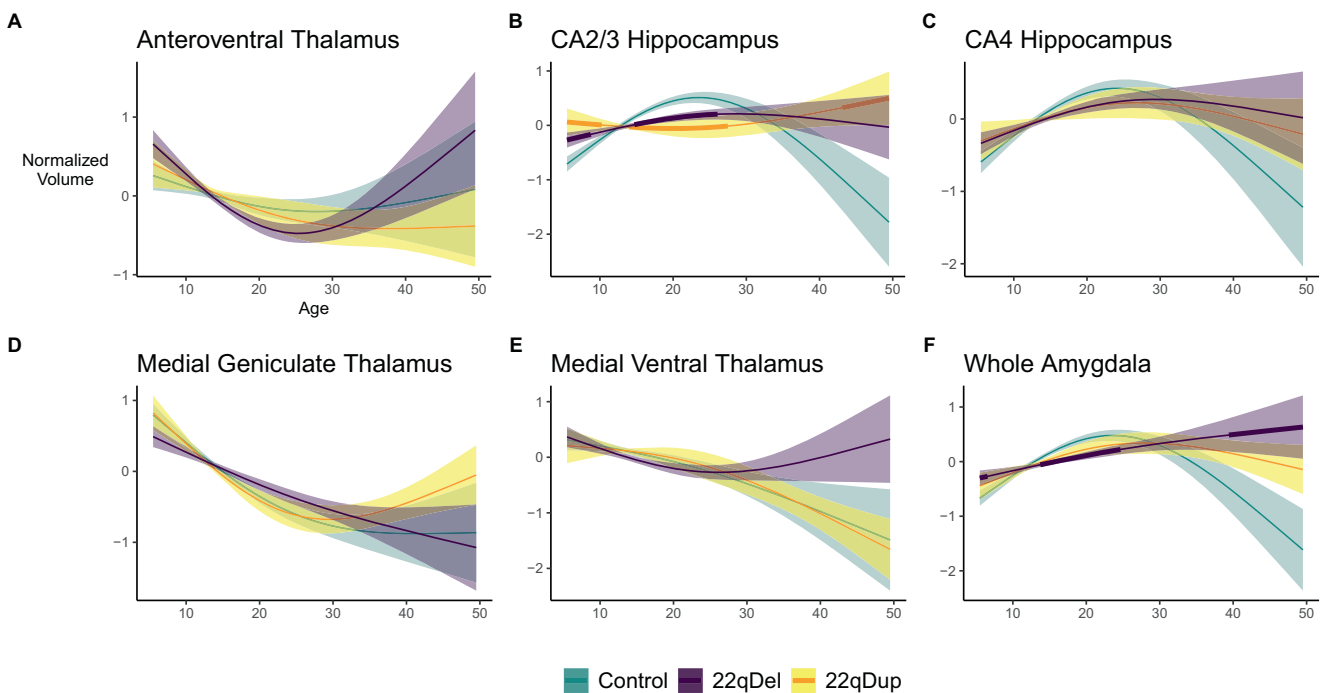 A
Anteroventral Thalamus
Normalized
Volume
1
0
−1
10 20 30 40 50
Age
B
CA2/3 Hippocampus
1
0
−1
−2
10 20 30 40 50
C
CA4 Hippocampus
1
0
−1
−2
10 20 30 40 50
D
Medial Geniculate Thalamus
1
0
−1
10 20 30 40 50
E
Medial Ventral Thalamus
1
0
−1
−2
10 20 30 40 50
F
Whole Amygdala
1
0
−1
−2
10 20 30 40 50
Control 22qDel 22qDup